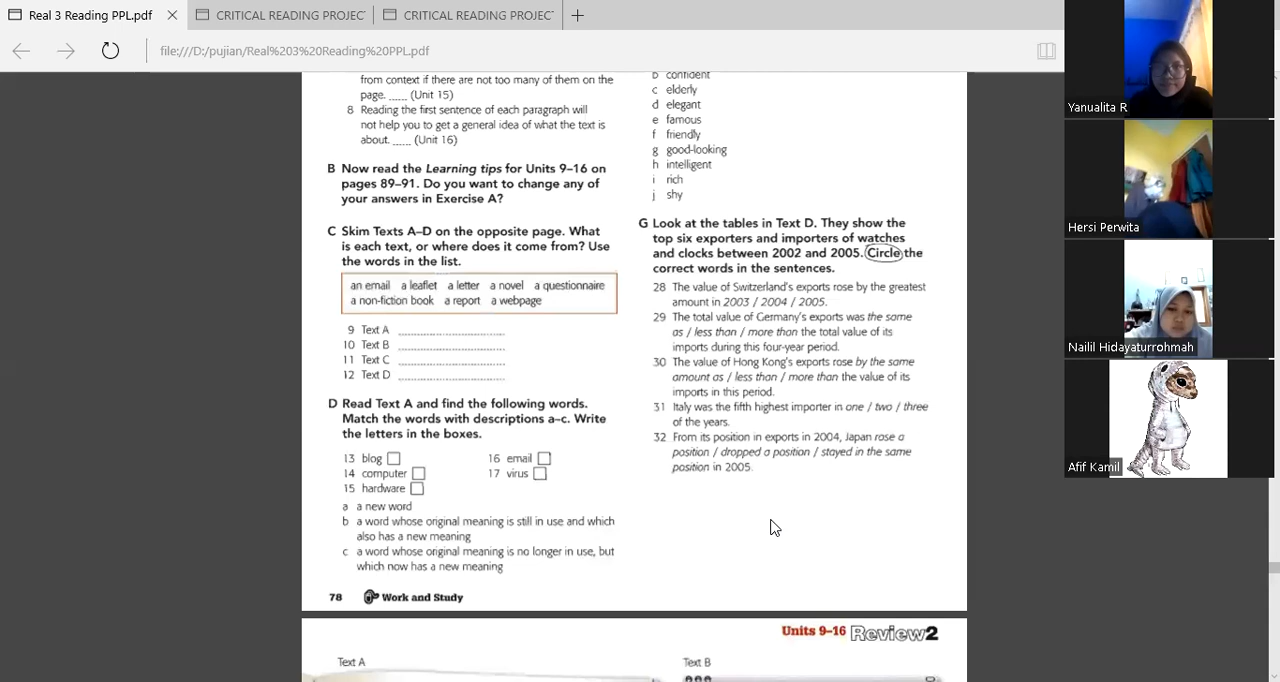 Real 3 Reading PPL.pdf
CRITICAL READING PROJECT
CRITICAL READING PROJECT
file:///D:/pujian/Real%203%20Reading%20PPL.pdf
from context if there are not too many of them on the
page. ____ (Unit 15)
8 Reading the first sentence of each paragraph will
not help you to get a general idea of what the text is
about. ____ (Unit 16)
B Now read the Learning tips for Units 9–16 on
pages 89–91. Do you want to change any of
your answers in Exercise A?
C Skim Texts A–D on the opposite page. What
is each text, or where does it come from? Use
the words in the list.
an email a leaflet a letter a novel a questionnaire
a non-fiction book a report a webpage
9 Text A
10 Text B
11 Text C
12 Text D
D Read Text A and find the following words.
Match the words with descriptions a–c. Write
the letters in the boxes.
13 blog
14 computer
15 hardware
16 email
17 virus
a a new word
b a word whose original meaning is still in use and which
also has a new meaning
c a word whose original meaning is no longer in use, but
which now has a new meaning
78 Work and Study
b confident
c elderly
d elegant
e famous
f friendly
g good-looking
h intelligent
i rich
j shy
G Look at the tables in Text D. They show the
top six exporters and importers of watches
and clocks between 2002 and 2005. Circle the
correct words in the sentences.
28 The value of Switzerland's exports rose by the greatest
amount in 2003 / 2004 / 2005.
29 The total value of Germany's exports was the same
as / less than / more than the total value of its
imports during this four-year period.
30 The value of Hong Kong's exports rose by the same
amount as / less than / more than the value of its
imports in this period.
31 Italy was the fifth highest importer in one / two / three
of the years.
32 From its position in exports in 2004, Japan rose a
position / dropped a position / stayed in the same
position in 2005.
Units 9–16 Review2
Text A
Text B
Yanualita R
Hersi Perwita
Nailil Hidayaturrohmah
Afif Kamil